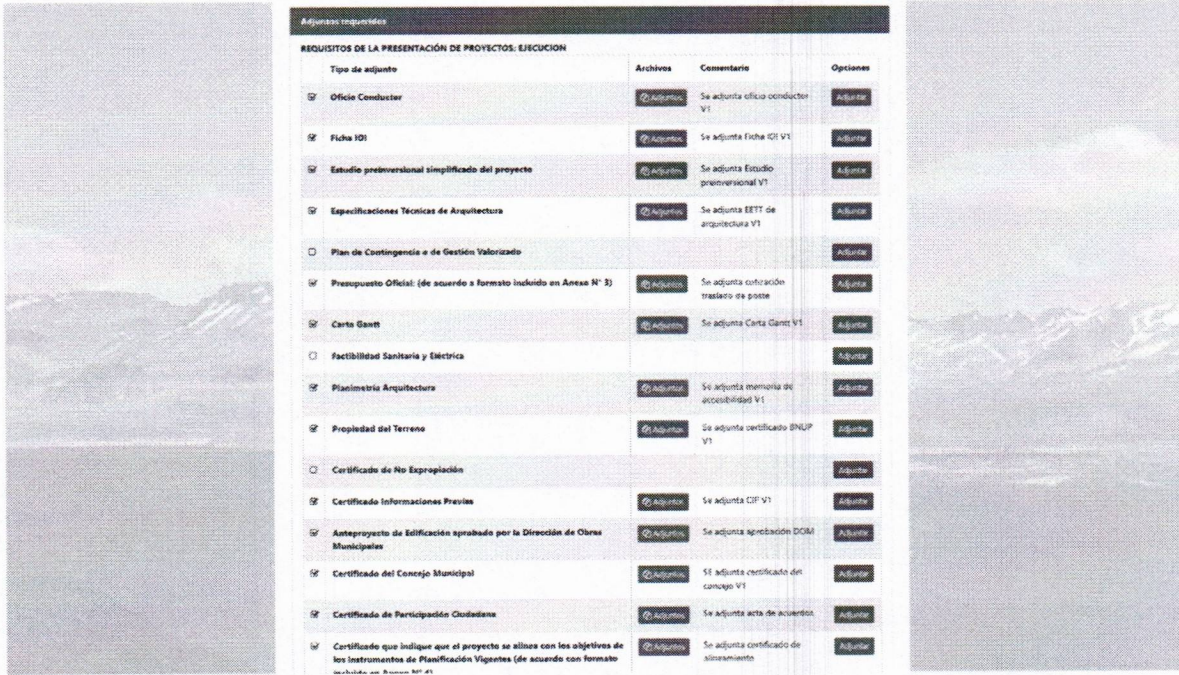 Adjuntos requeridos
REQUISITOS DE LA PRESENTACIÓN DE PROYECTOS: EJECUCION
Tipo de adjunto Archivos Comentario Opciones
Oficio Conductor Adjuntos Se adjunta oficio conductor Adjuntar
V1
Ficha IDI Adjuntos Se adjunta Ficha IDI V1 Adjuntar
Estudio preinversional simplificado del proyecto Adjuntos Se adjunta Estudio Adjuntar
preinversional V1
Especificaciones Técnicas de Arquitectura Adjuntos Se adjunta EETT de Adjuntar
arquitectura V1
Plan de Contingencia o de Gestión Valorizado Adjuntar
Presupuesto Oficial: (de acuerdo a formato incluido en Anexo N° 3) Adjuntos Se adjunta cotización Adjuntar
traslado de poste
Carta Gantt Adjuntos Se adjunta Carta Gantt V1 Adjuntar
Factibilidad Sanitaria y Eléctrica Adjuntar
Planimetría Arquitectura Adjuntos Se adjunta memoria de Adjuntar
accesibilidad V1
Propiedad del Terreno Adjuntos Se adjunta certificado BNUP Adjuntar
V1
Certificado de No Expropiación Adjuntar
Certificado Informaciones Previas Adjuntos Se adjunta CIP V1 Adjuntar
Anteproyecto de Edificación aprobado por la Dirección de Obras Adjuntos Se adjunta aprobación DOM Adjuntar
Municipales
Certificado del Concejo Municipal Adjuntos SE adjunta certificado del Adjuntar
concejo V1
Certificado de Participación Ciudadana Adjuntos Se adjunta acta de acuerdos Adjuntar
Certificado que indique que el proyecto se alinea con los objetivos de Adjuntos Se adjunta certificado de Adjuntar
los Instrumentos de Planificación Vigentes (de acuerdo con formato alineamiento
incluido en Anexo N° 4)